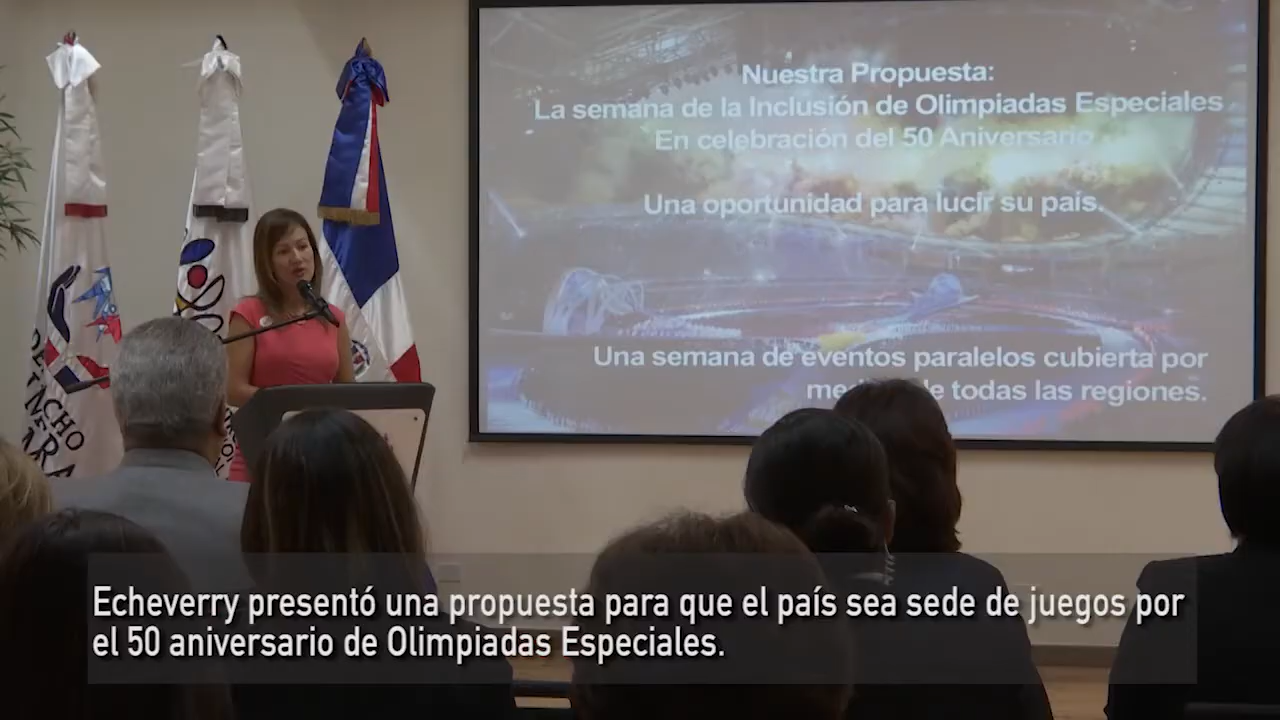 Nuestra Propuesta:
La semana de la Inclusión de Olimpiadas Especiales
En celebración del 50 Aniversario
Una oportunidad para lucir su país.
Una semana de eventos paralelos cubierta por
de todas las regiones.
Echeverry presentó una propuesta para que el país sea sede de juegos por
el 50 aniversario de Olimpiadas Especiales.